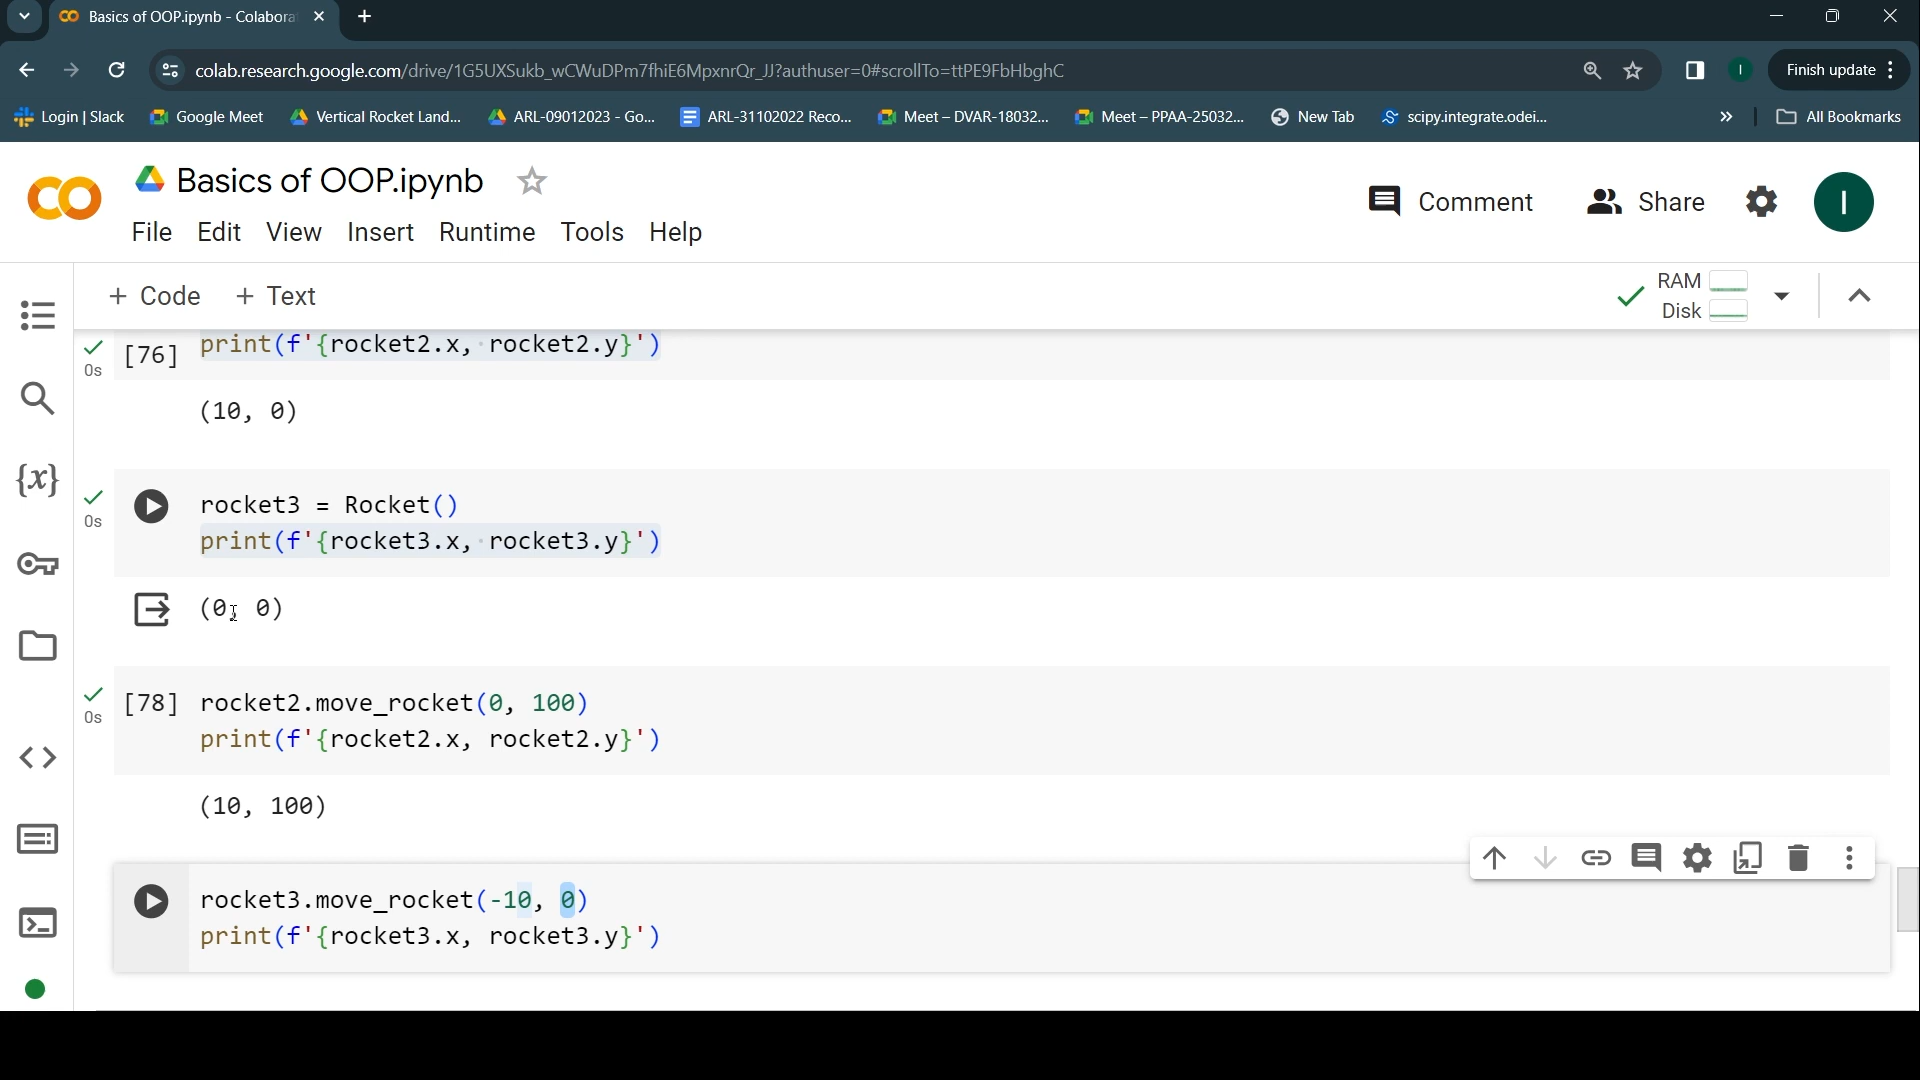 Basics of OOP.ipynb - Colabora
colab.research.google.com/drive/1G5UXSukb_wCWuDPm7fhiE6MpxnrQr_JJ?authuser=0#scrollTo=ttPE9FbHbghC
I
Finish update
Login | Slack
Google Meet
Vertical Rocket Land...
ARL-09012023 - Go...
ARL-31102022 Reco...
Meet – DVAR-18032...
Meet – PPAA-25032...
New Tab
scipy.integrate.odei...
»
All Bookmarks
Basics of OOP.ipynb
Comment
Share
I
File Edit View Insert Runtime Tools Help
+ Code + Text
RAM
Disk
{x}
[76] print(f'{rocket2.x, rocket2.y}')
0s
(10, 0)
rocket3 = Rocket()
0s
print(f'{rocket3.x, rocket3.y}')
(0, 0)
[78] rocket2.move_rocket(0, 100)
0s
print(f'{rocket2.x, rocket2.y}')
(10, 100)
rocket3.move_rocket(-10, 0)
print(f'{rocket3.x, rocket3.y}')